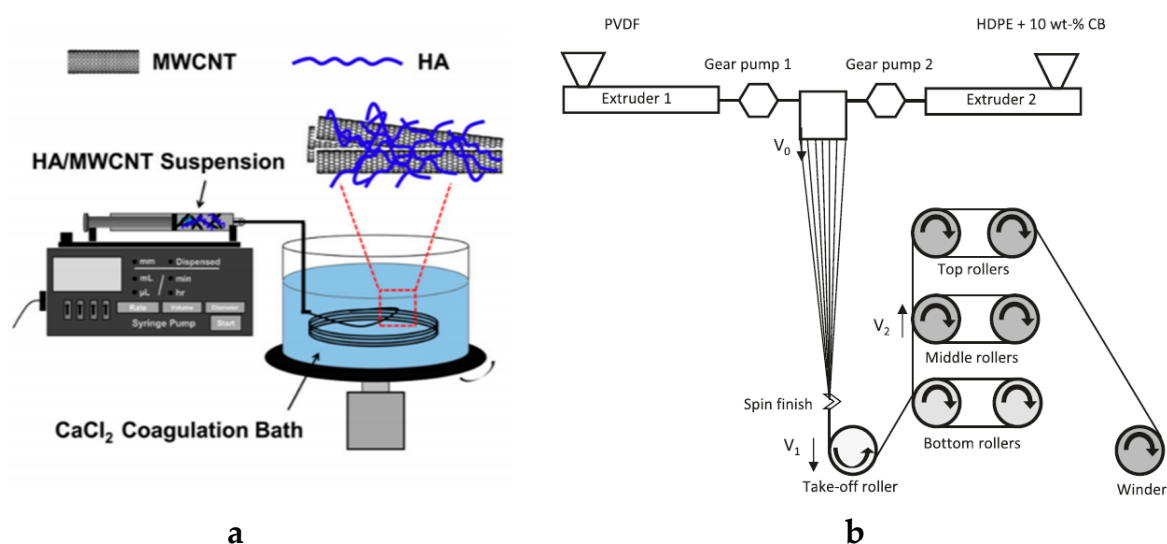 MWCNT
HA
HA/MWCNT Suspension
mm
Dispensed
mL
min
µL
hr
Rate
Volume
Diameter
Syringe Pump
Start
CaCl₂ Coagulation Bath
a
PVDF
HDPE + 10 wt-% CB
Gear pump 1
Gear pump 2
Extruder 1
Extruder 2
V₀
Top rollers
V₂
Middle rollers
Spin finish
Bottom rollers
V₁
Take-off roller
Winder
b